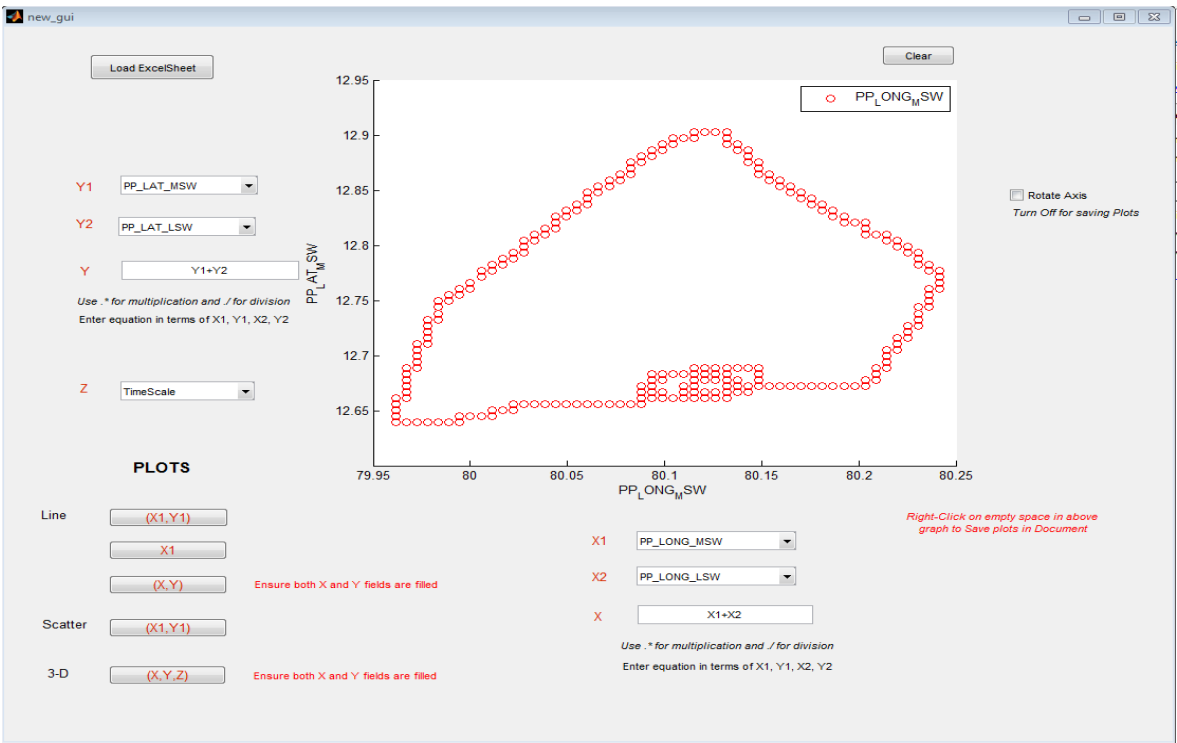 new_gui
Load ExcelSheet
Clear
Y1 PP_LAT_MSW
Y2 PP_LAT_LSW
Y Y1+Y2
Use .* for multiplication and ./ for division
Enter equation in terms of X1, Y1, X2, Y2
Z TimeScale
12.95
12.9
12.85
12.8
12.75
12.7
12.65
PP_LAT_MSW
79.95 80 80.05 80.1 80.15 80.2 80.25
PP_LONG_MSW
PP_LONG_MSW
Rotate Axis
Turn Off for saving Plots
PLOTS
Line (X1,Y1)
X1
(X,Y) Ensure both X and Y fields are filled
Scatter (X1,Y1)
3-D (X,Y,Z) Ensure both X and Y fields are filled
Right-Click on empty space in above
graph to Save plots in Document
X1 PP_LONG_MSW
X2 PP_LONG_LSW
X X1+X2
Use .* for multiplication and ./ for division
Enter equation in terms of X1, Y1, X2, Y2